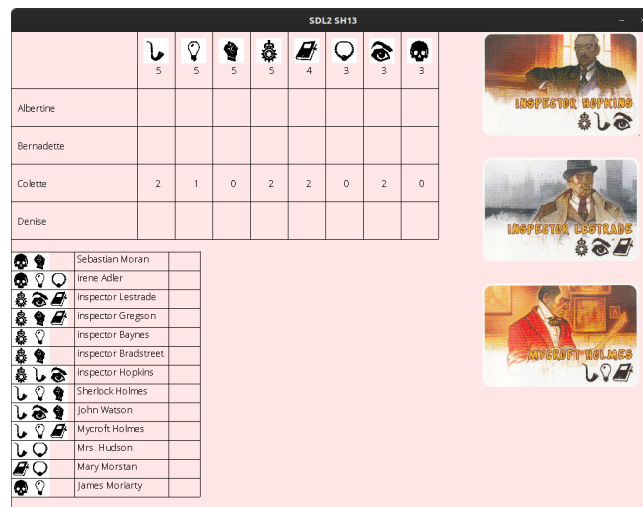 SDL2 SH13
5 5 5 5 4 3 3 3
Albertine
Bernadette
Colette 2 1 0 2 2 0 2 0
Denise
INSPECTOR HOPKINS
INSPECTOR LESTRADE
MYCROFT HOLMES
Sebastian Moran
irene Adler
inspector Lestrade
inspector Gregson
inspector Baynes
inspector Bradstreet
inspector Hopkins
Sherlock Holmes
John Watson
Mycroft Holmes
Mrs. Hudson
Mary Morstan
James Moriarty